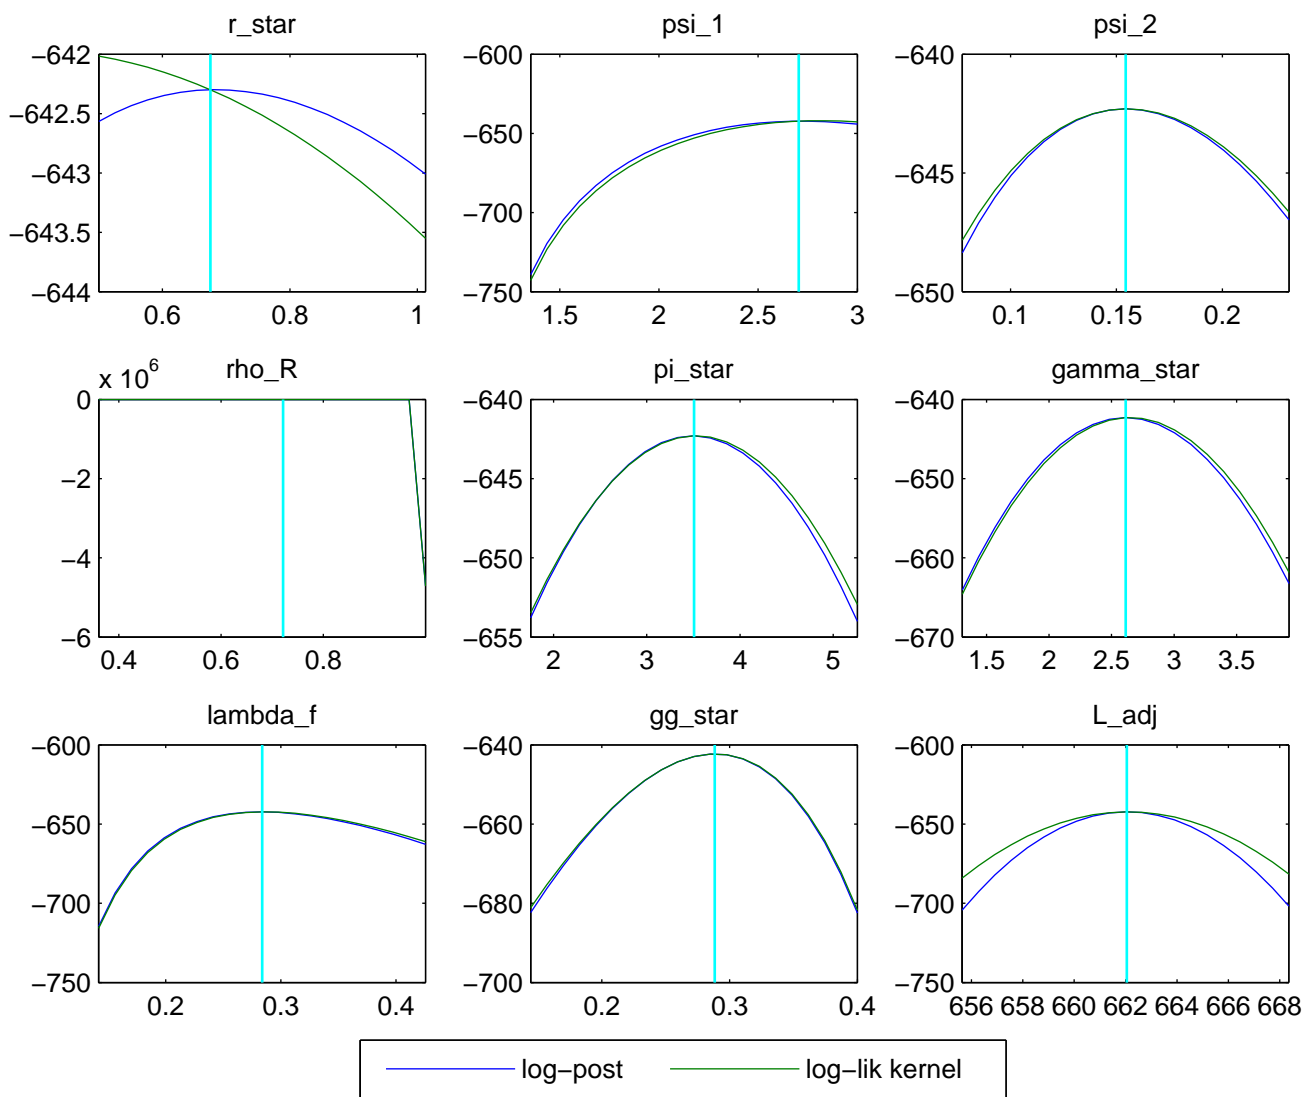 r_star
psi_1
psi_2
−642
−642.5
−643
−643.5
−644
0.6 0.8 1
−600
−650
−700
−750
1.5 2 2.5 3
−640
−645
−650
0.1 0.15 0.2
rho_R
pi_star
gamma_star
x 10^6
0
−2
−4
−6
0.4 0.6 0.8
−640
−645
−650
−655
2 3 4 5
−640
−650
−660
−670
1.5 2 2.5 3 3.5
lambda_f
gg_star
L_adj
−600
−650
−700
−750
0.2 0.3 0.4
−640
−660
−680
−700
0.2 0.3 0.4
−600
−650
−700
−750
656 658 660 662 664 666 668
log−post log−lik kernel